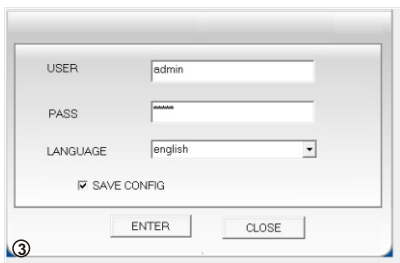 USER admin
PASS *****
LANGUAGE english
SAVE CONFIG
ENTER CLOSE
③